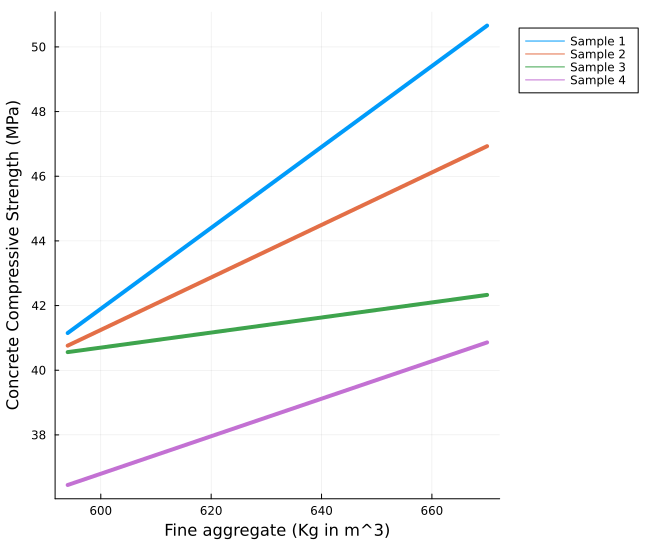 Concrete Compressive Strength (MPa)
50
48
46
44
42
40
38
600
620
640
660
Fine aggregate (Kg in m^3)
Sample 1
Sample 2
Sample 3
Sample 4